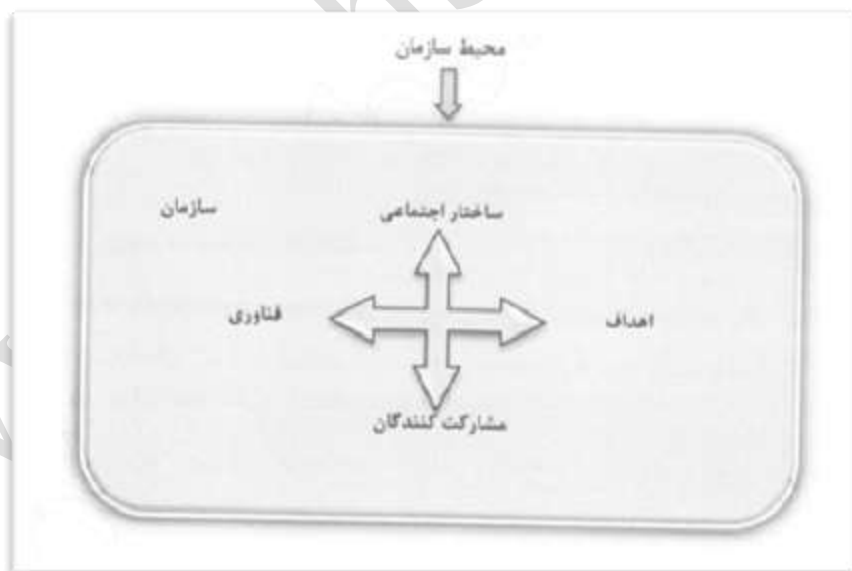 محیط سازمان
سازمان
ساختار اجتماعی
اهداف
فناوری
مشارکت کنندگان